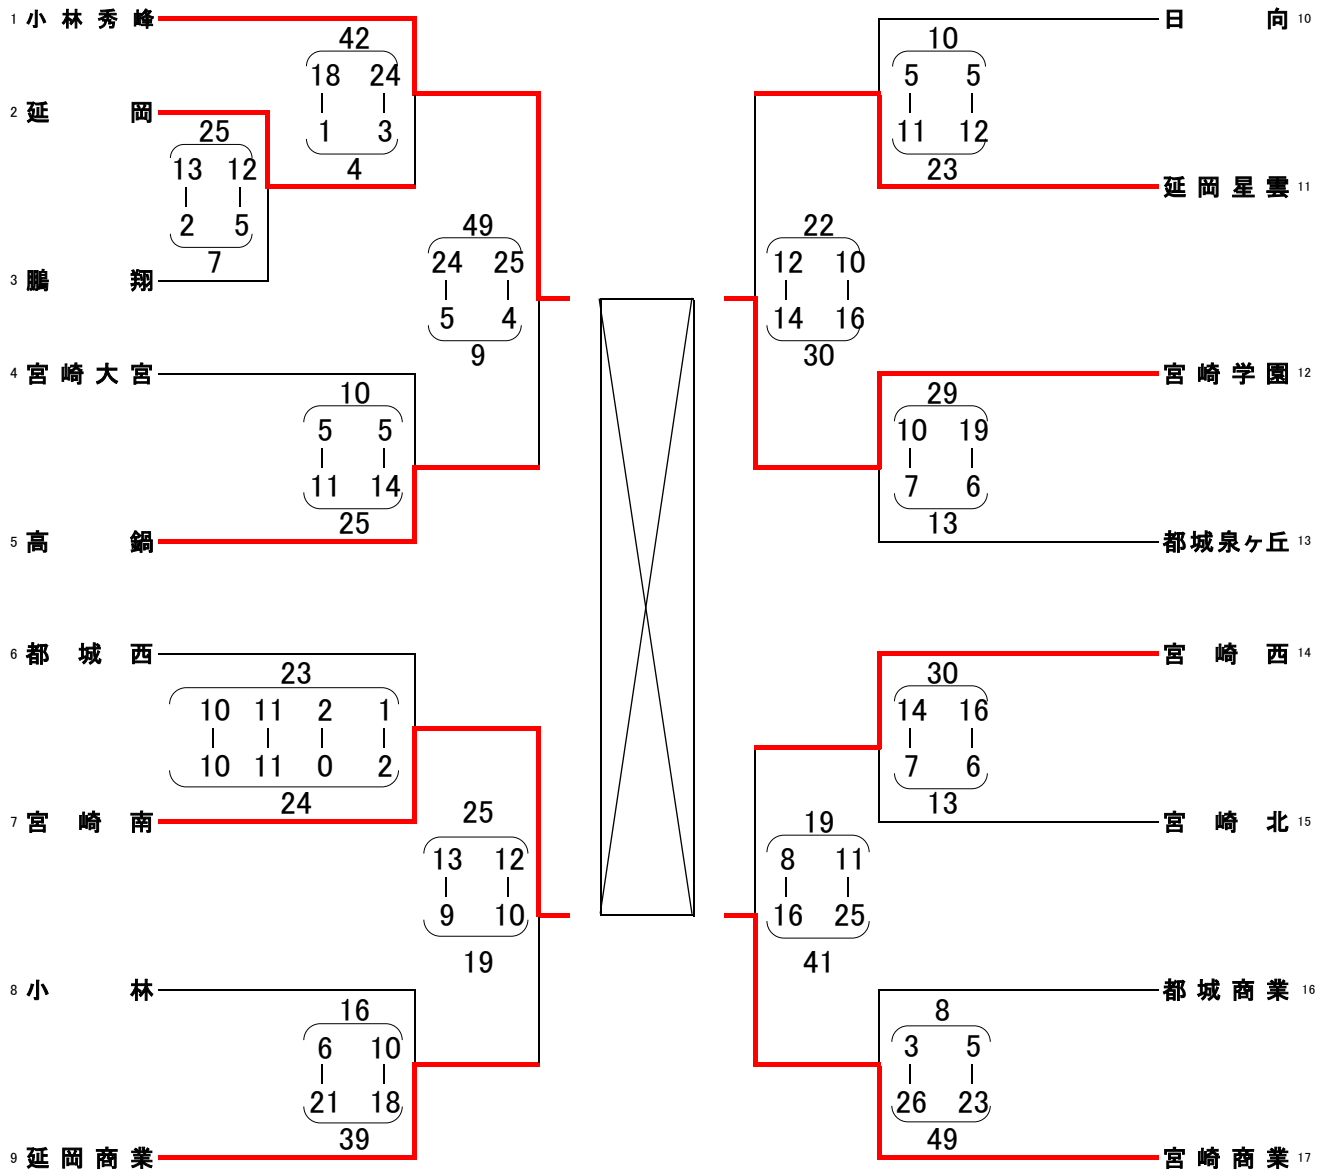 1 小林秀峰
42
18 24
1 3
4
2 延岡
25
13 12
2 5
7
3 鵬翔
49
24 25
5 4
9
4 宮崎大宮
10
5 5
11 14
25
5 高鍋
6 都城西
23
10 11 2 1
10 11 0 2
24
7 宮崎南
25
13 12
9 10
19
8 小林
16
6 10
21 18
39
9 延岡商業
日向 10
10
5 5
11 12
23
延岡星雲 11
22
12 10
14 16
30
宮崎学園 12
29
10 19
7 6
13
都城泉ヶ丘 13
宮崎西 14
30
14 16
7 6
13
宮崎北 15
19
8 11
16 25
41
都城商業 16
8
3 5
26 23
49
宮崎商業 17